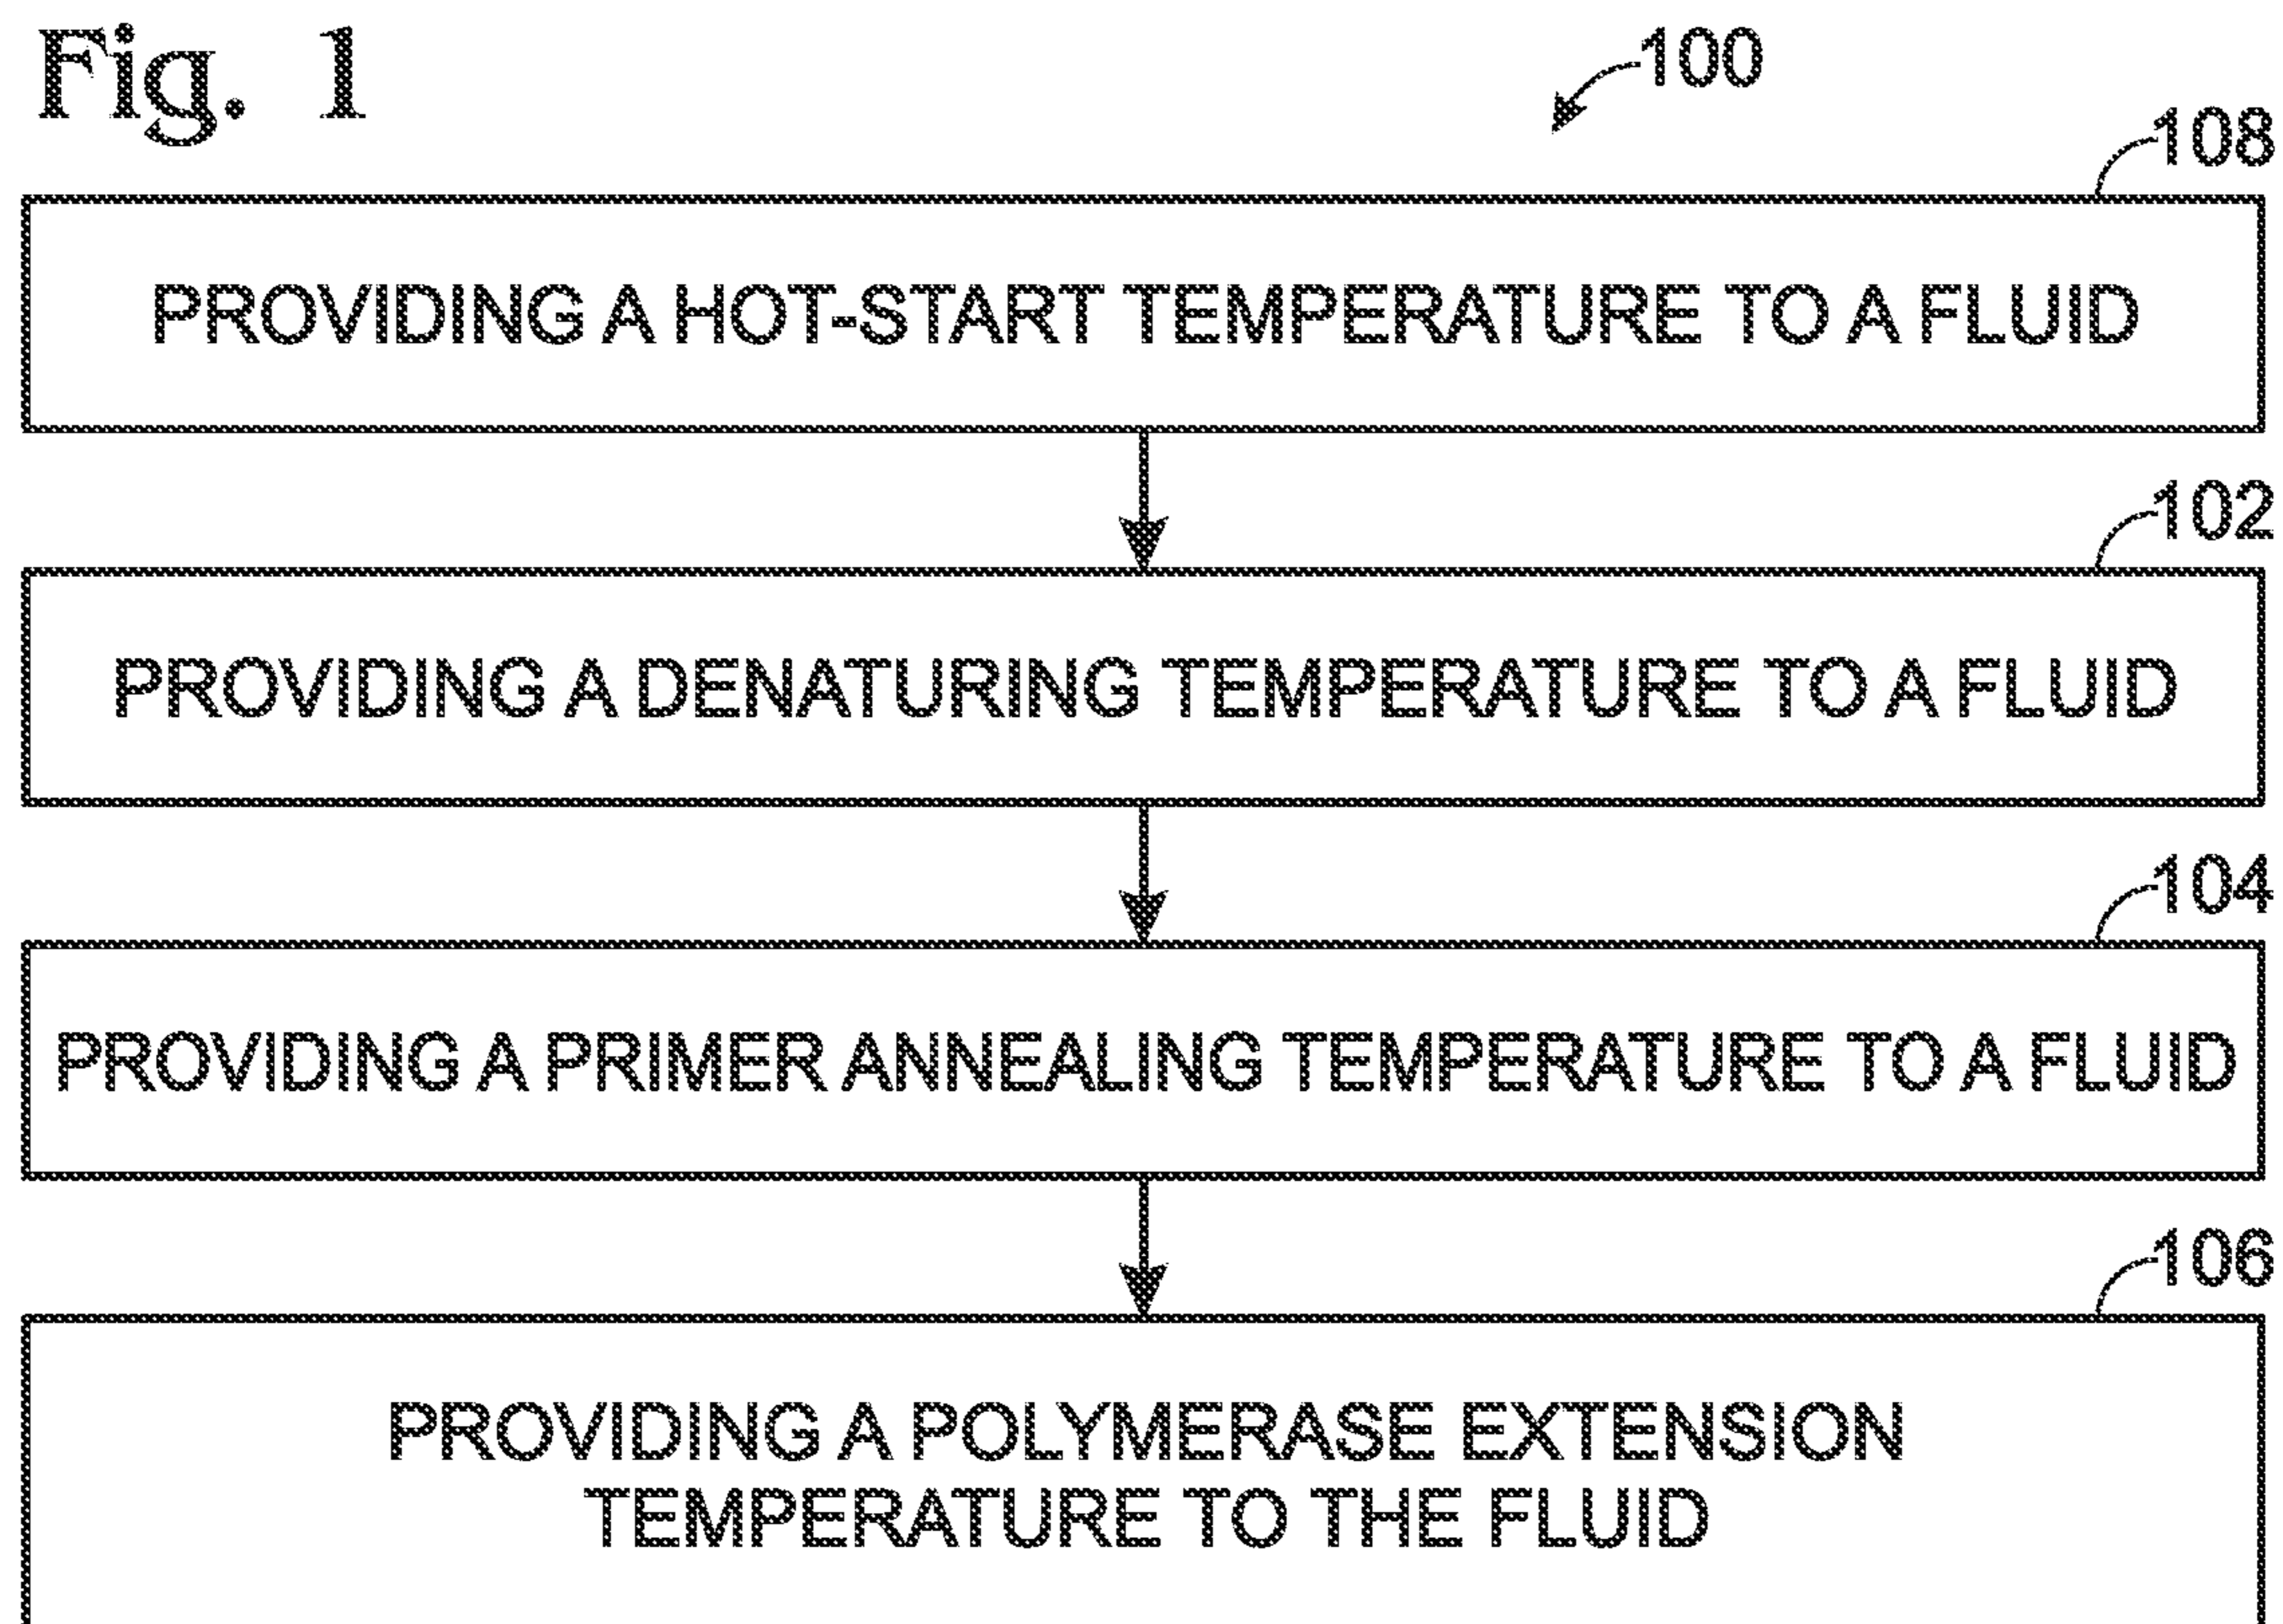 Fig. 1
100
108
PROVIDING A HOT-START TEMPERATURE TO A FLUID
102
PROVIDING A DENATURING TEMPERATURE TO A FLUID
104
PROVIDING A PRIMER ANNEALING TEMPERATURE TO A FLUID
106
PROVIDING A POLYMERASE EXTENSION
TEMPERATURE TO THE FLUID